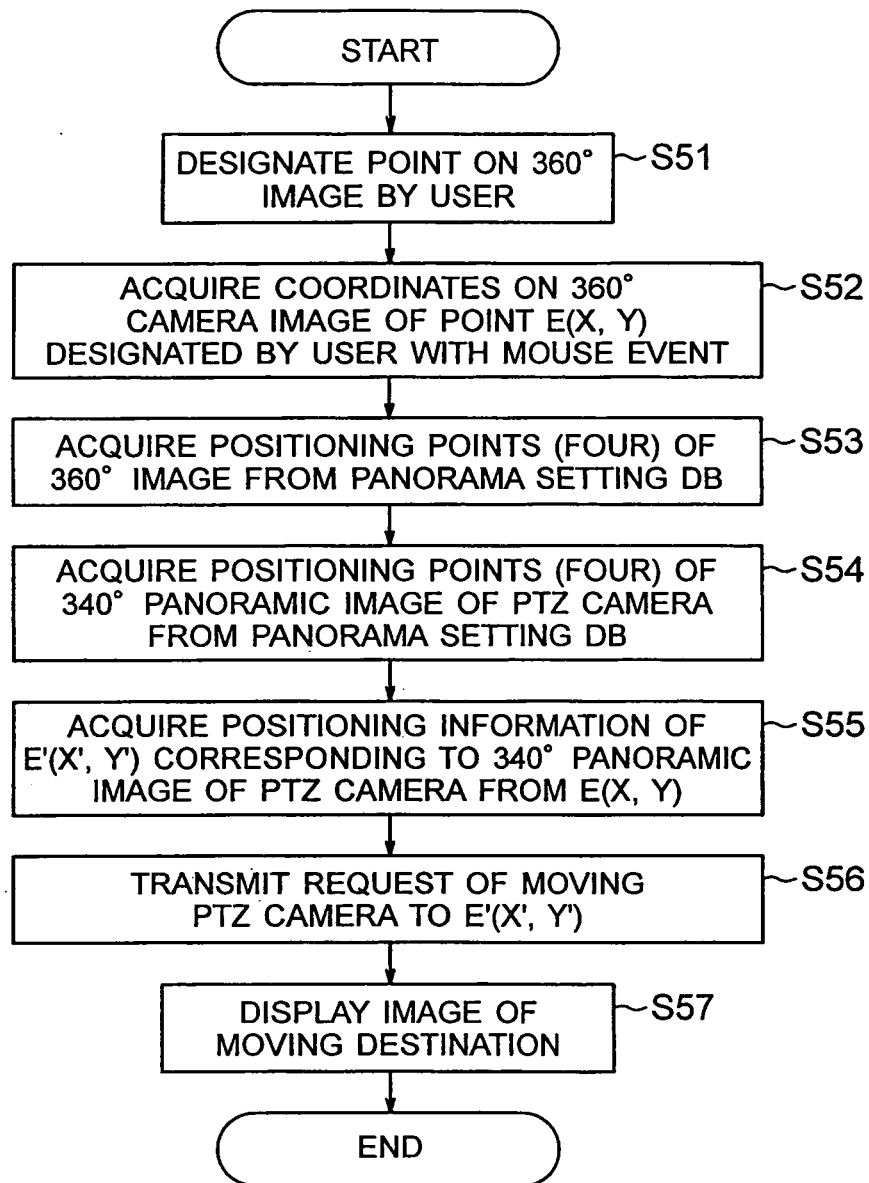 START
DESIGNATE POINT ON 360°
IMAGE BY USER
S51
ACQUIRE COORDINATES ON 360°
CAMERA IMAGE OF POINT E(X, Y)
DESIGNATED BY USER WITH MOUSE EVENT
S52
ACQUIRE POSITIONING POINTS (FOUR) OF
360° IMAGE FROM PANORAMA SETTING DB
S53
ACQUIRE POSITIONING POINTS (FOUR) OF
340° PANORAMIC IMAGE OF PTZ CAMERA
FROM PANORAMA SETTING DB
S54
ACQUIRE POSITIONING INFORMATION OF
E'(X', Y') CORRESPONDING TO 340° PANORAMIC
IMAGE OF PTZ CAMERA FROM E(X, Y)
S55
TRANSMIT REQUEST OF MOVING
PTZ CAMERA TO E'(X', Y')
S56
DISPLAY IMAGE OF
MOVING DESTINATION
S57
END